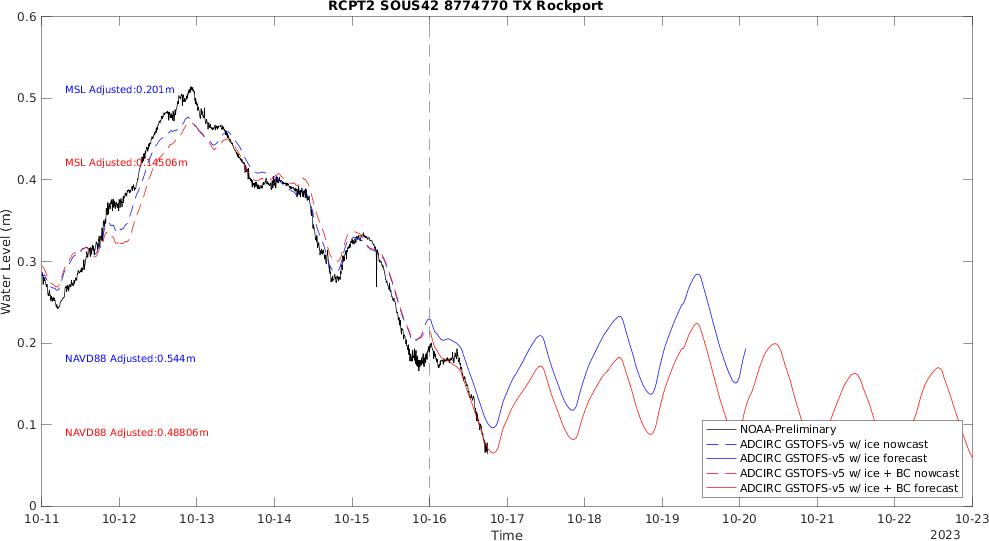 RCPT2 SOUS42 8774770 TX Rockport
0.6
0.5
0.4
0.3
0.2
0.1
0
Water Level (m)
MSL Adjusted:0.201m
MSL Adjusted:0.14506m
NAVD88 Adjusted:0.544m
NAVD88 Adjusted:0.48806m
NOAA-Preliminary
ADCIRC GSTOFS-v5 w/ ice nowcast
ADCIRC GSTOFS-v5 w/ ice forecast
ADCIRC GSTOFS-v5 w/ ice + BC nowcast
ADCIRC GSTOFS-v5 w/ ice + BC forecast
10-11 10-12 10-13 10-14 10-15 10-16 10-17 10-18 10-19 10-20 10-21 10-22 10-23
Time
2023